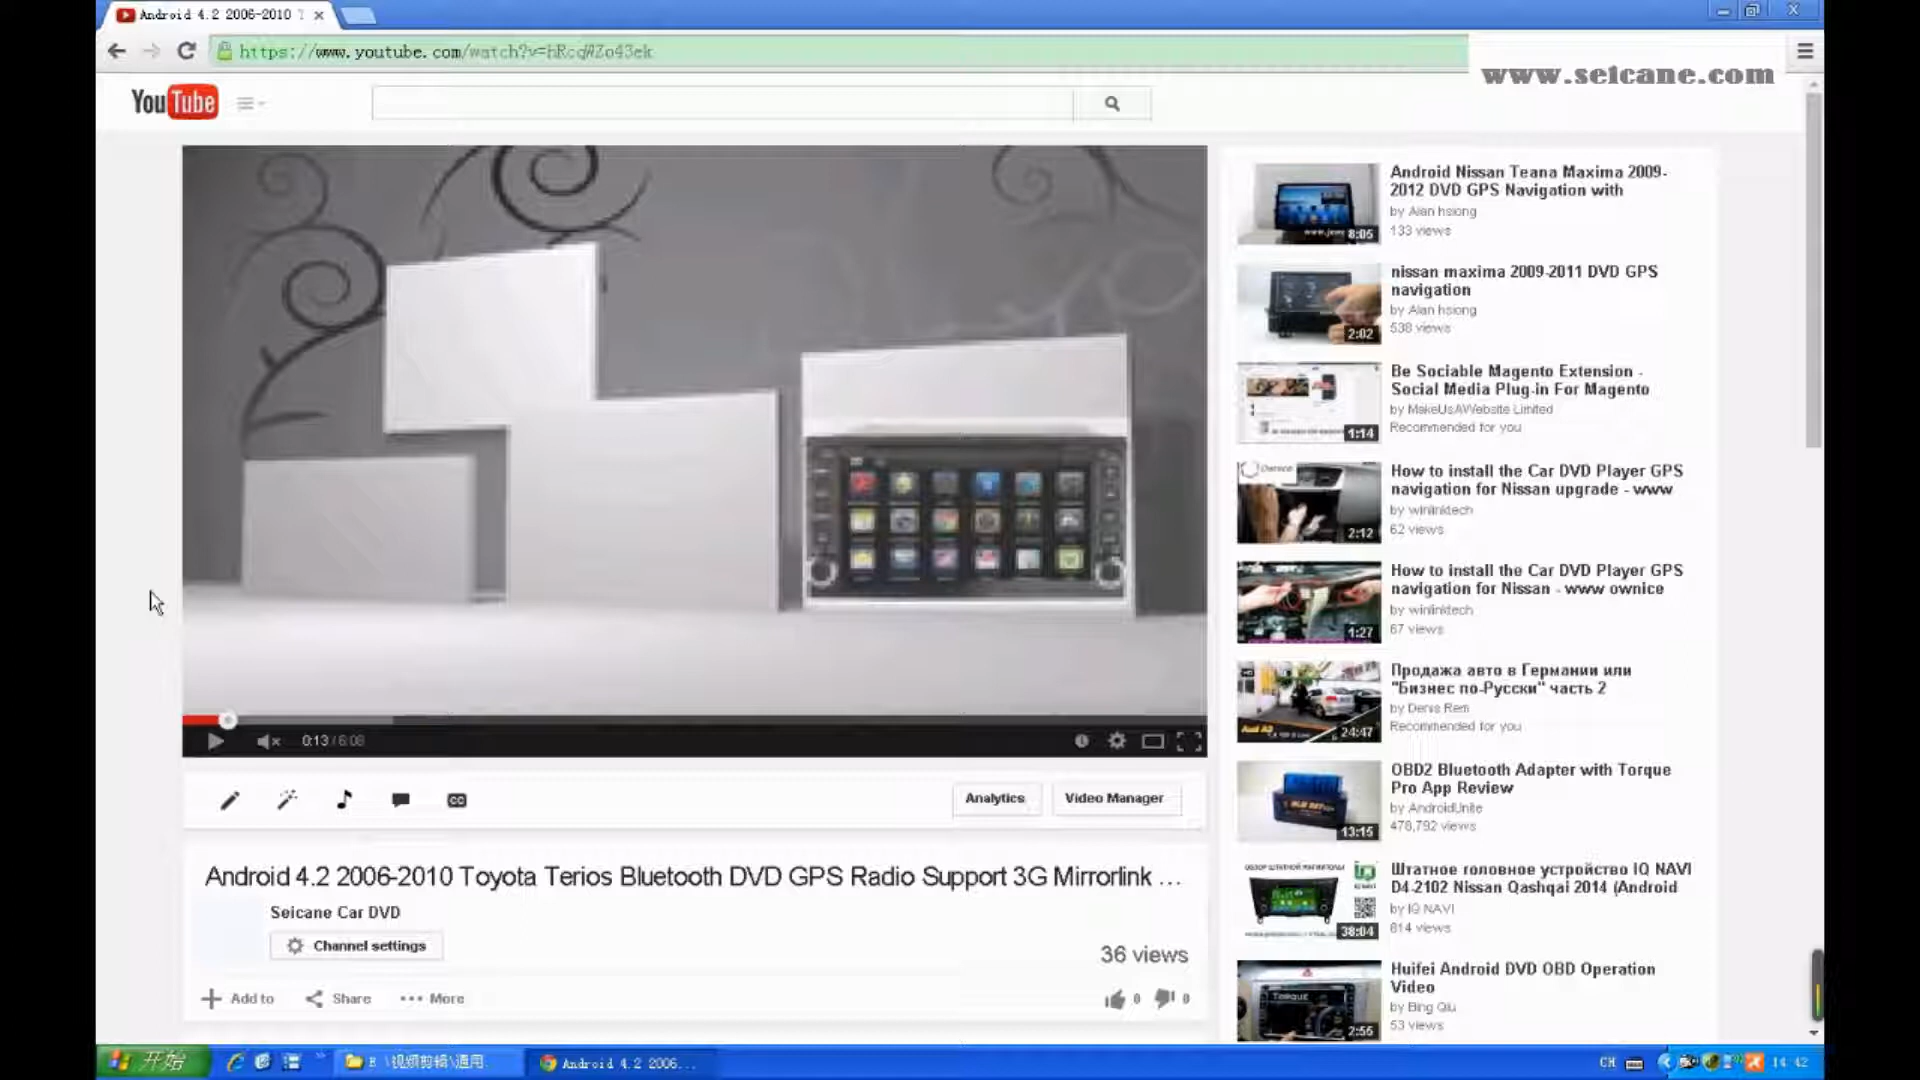 Android 4.2 2006-2010 T
https://www.youtube.com/watch?v=hRcqWZo43ek
www.seicane.com
YouTube
Android Nissan Teana Maxima 2009-
2012 DVD GPS Navigation with
by Alan hsiong
133 views
8:05
nissan maxima 2009-2011 DVD GPS
navigation
by Alan hsiong
538 views
2:02
Be Sociable Magento Extension -
Social Media Plug-in For Magento
by MakeUsAWebsite Limited
Recommended for you
1:14
How to install the Car DVD Player GPS
navigation for Nissan upgrade - www
by winlinktech
62 views
2:12
How to install the Car DVD Player GPS
navigation for Nissan - www ownice
by winlinktech
67 views
1:27
Продажа авто в Германии или
"Бизнес по-Русски" часть 2
by Denis Rem
Recommended for you
24:47
OBD2 Bluetooth Adapter with Torque
Pro App Review
by AndroidUnite
478,792 views
13:15
Штатное головное устройство IQ NAVI
D4-2102 Nissan Qashqai 2014 (Android
by IQ NAVI
814 views
38:04
Huifei Android DVD OBD Operation
Video
by Bing Qiu
53 views
2:56
0:13 / 6:08
Analytics
Video Manager
Android 4.2 2006-2010 Toyota Terios Bluetooth DVD GPS Radio Support 3G Mirrorlink ...
Seicane Car DVD
Channel settings
36 views
Add to
Share
More
0
0
开始
E:\视频剪辑\通用
Android 4.2 2006...
CH
14:42